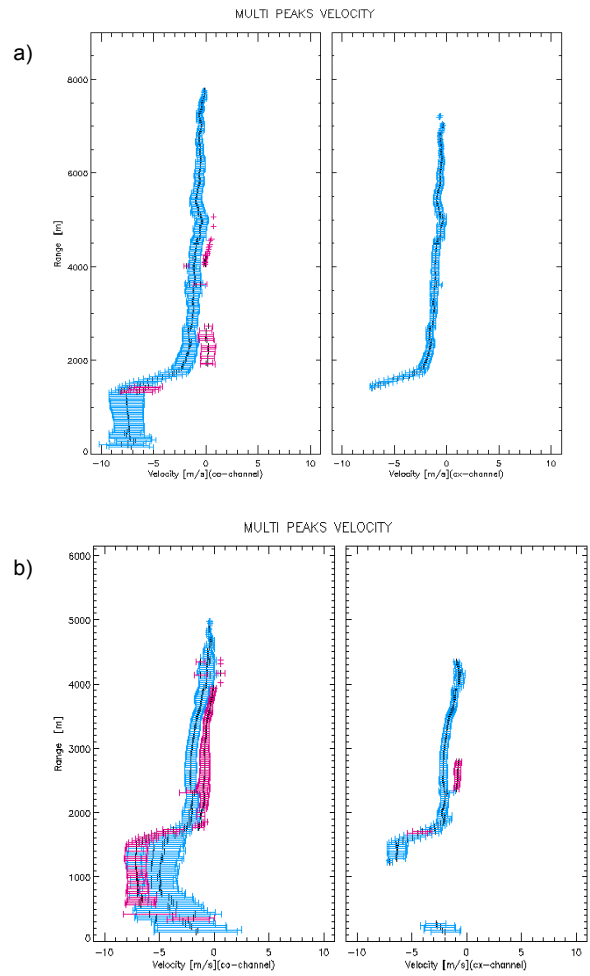 MULTI PEAKS VELOCITY
a)
8000
6000
4000
2000
0
Range [m]
-10 -5 0 5 10
-10 -5 0 5 10
Velocity [m/s](co-channel)
Velocity [m/s](cx-channel)
MULTI PEAKS VELOCITY
b)
6000
5000
4000
3000
2000
1000
0
Range [m]
-10 -5 0 5 10
-10 -5 0 5 10
Velocity [m/s](co-channel)
Velocity [m/s](cx-channel)